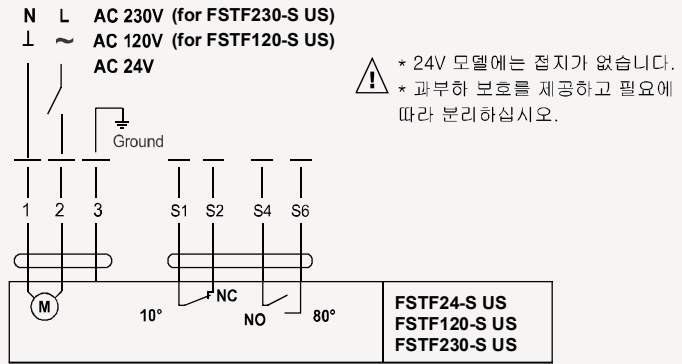 N L AC 230V (for FSTF230-S US)
⊥ ~ AC 120V (for FSTF120-S US)
AC 24V
* 24V 모델에는 접지가 없습니다.
* 과부하 보호를 제공하고 필요에
따라 분리하십시오.
Ground
1 2 3 S1 S2 S4 S6
M
10° NC NO 80°
FSTF24-S US
FSTF120-S US
FSTF230-S US